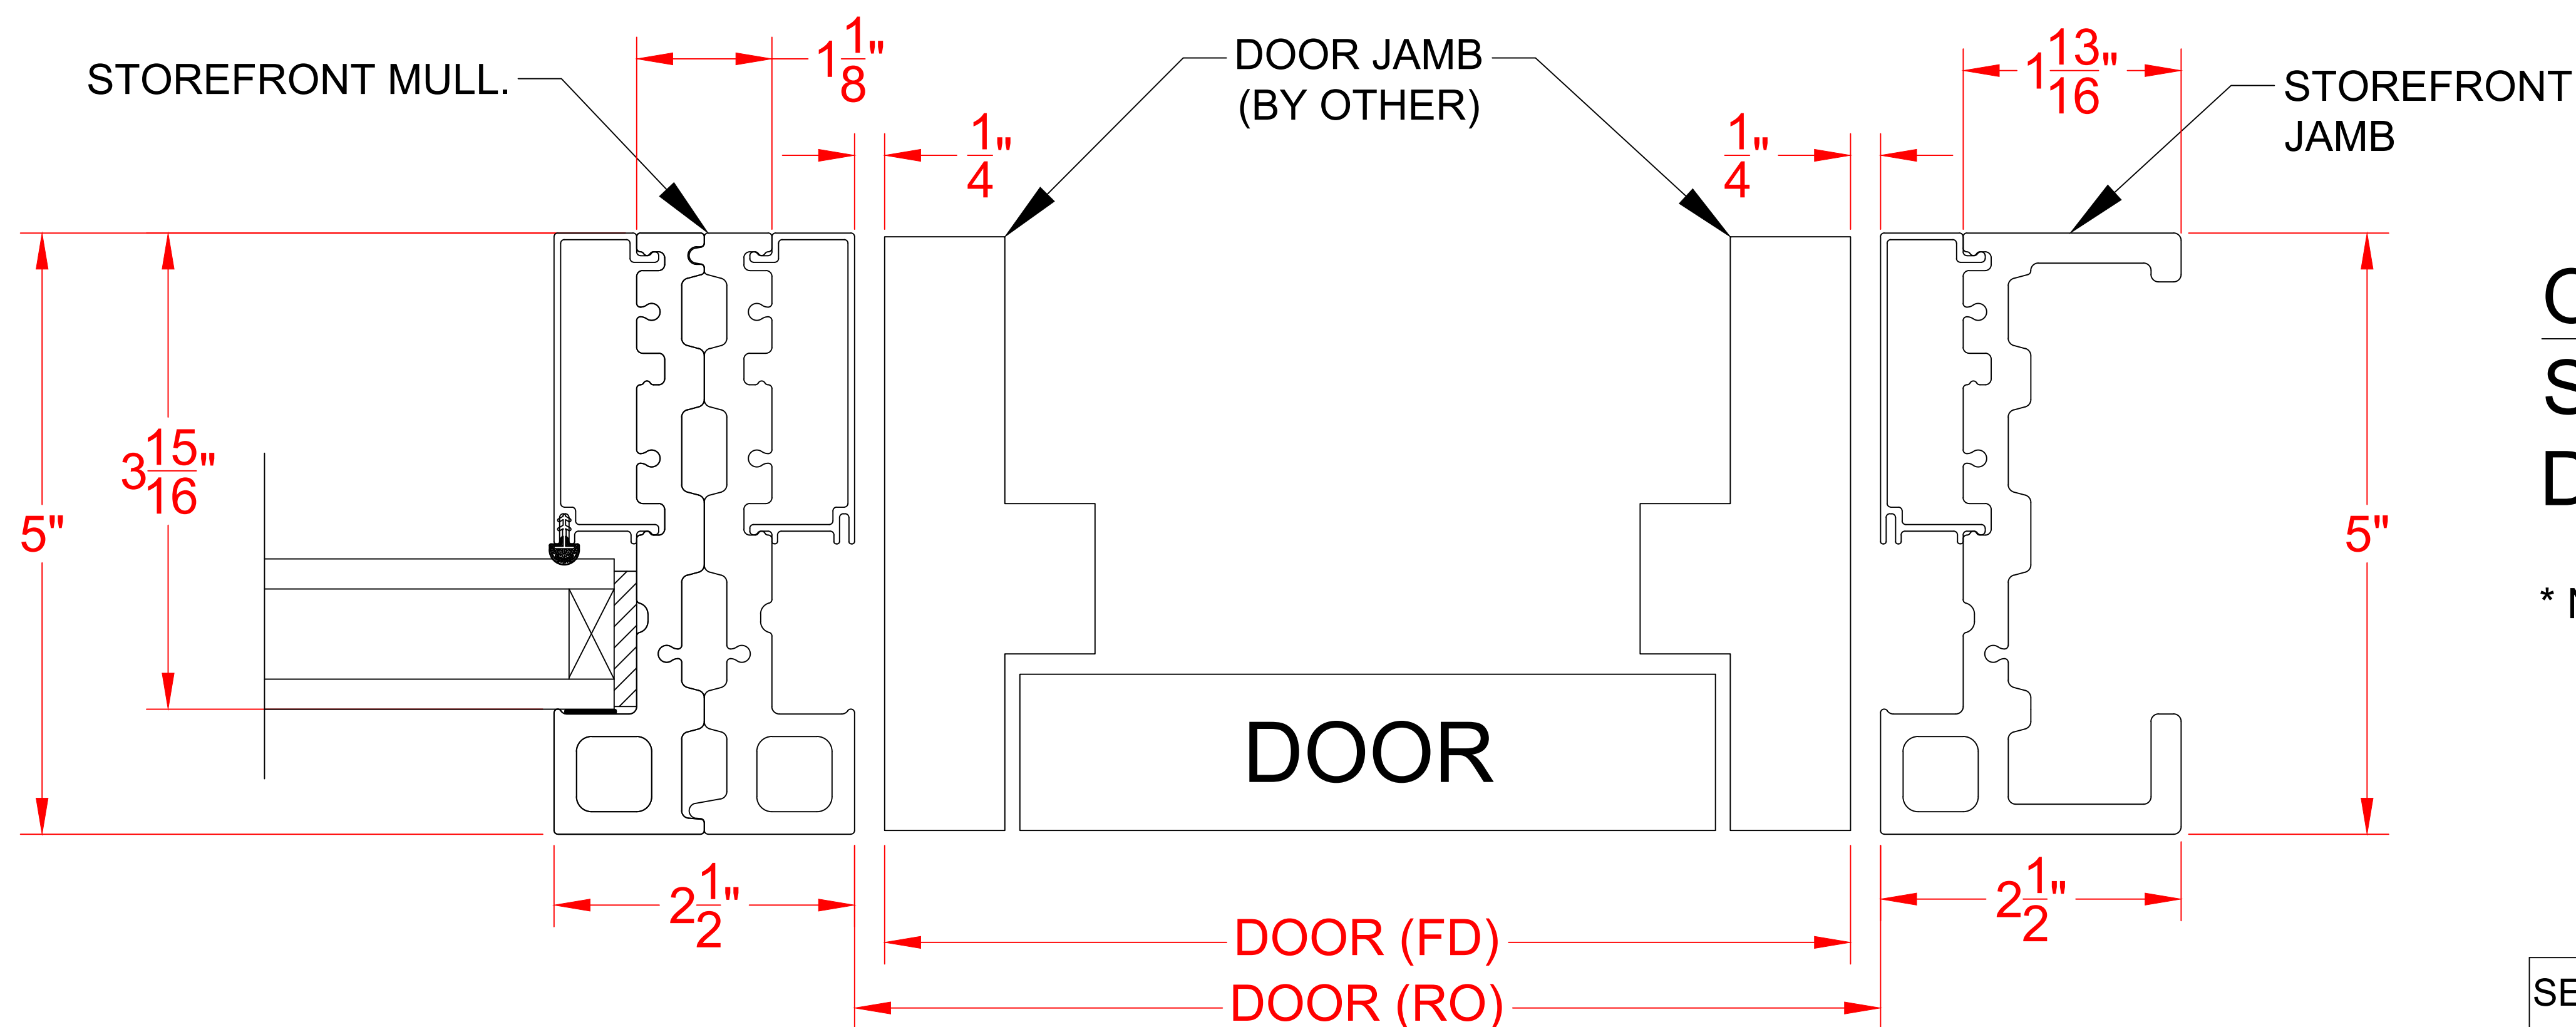 STOREFRONT MULL.
1 1/8"
DOOR JAMB
(BY OTHER)
1 13/16"
STOREFRONT
JAMB
1/4"
1/4"
3 15/16"
5"
5"
DOOR
2 1/2"
2 1/2"
DOOR (FD)
DOOR (RO)
*